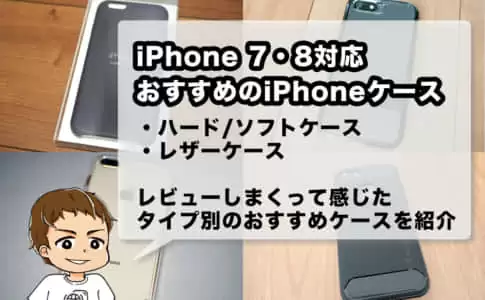 iPhone 7・8対応
おすすめのiPhoneケース
・ハード/ソフトケース
・レザーケース
レビューしまくって感じた
タイプ別のおすすめケースを紹介